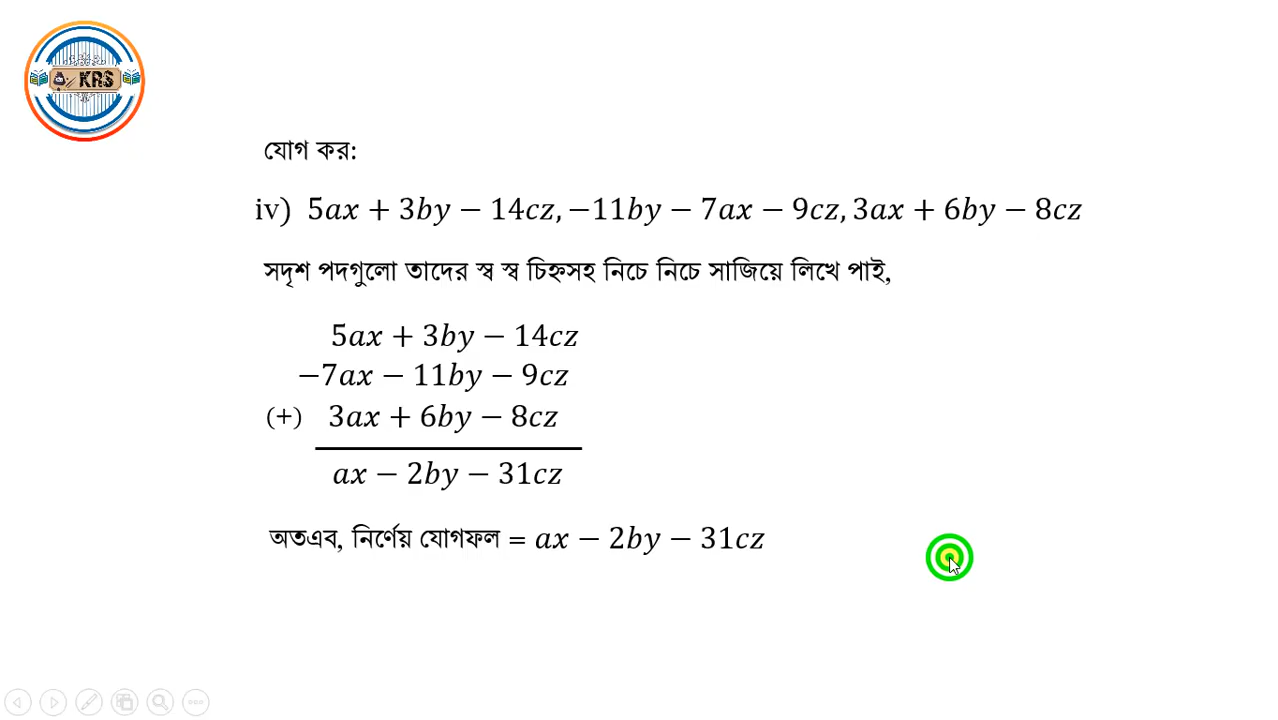 KRS
যোগ কর:
iv) 5ax + 3by − 14cz, −11by − 7ax − 9cz, 3ax + 6by − 8cz
সদৃশ পদগুলো তাদের স্ব স্ব চিহ্নসহ নিচে নিচে সাজিয়ে লিখে পাই,
5ax + 3by − 14cz
−7ax − 11by − 9cz
(+) 3ax + 6by − 8cz
ax − 2by − 31cz
অতএব, নির্ণেয় যোগফল = ax − 2by − 31cz